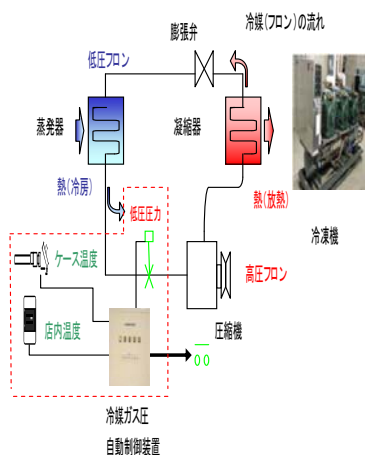 膨張弁
冷媒(フロン)の流れ
低圧フロン
蒸発器
凝縮器
熱(冷房)
低圧圧力
熱(放熱)
冷凍機
ケース温度
高圧フロン
店内温度
圧縮機
冷媒ガス圧
自動制御装置